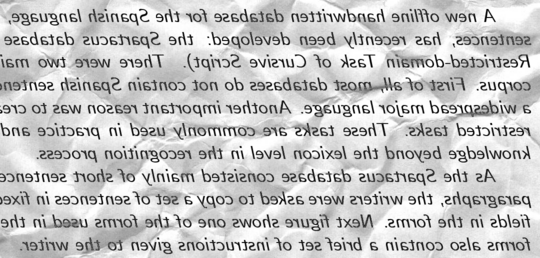 A new offline handwritten database for the Spanish language,
sentences, has recently been developed: the Spartacus database
Restricted-domain Task of Cursive Script). There were two mai
corpus. First of all, most databases do not contain Spanish sentenc
a widespread major language. Another important reason was to crea
restricted tasks. These tasks are commonly used in practice and
knowledge beyond the lexicon level in the recognition process.
As the Spartacus database consisted mainly of short sentence
paragraphs, the writers were asked to copy a set of sentences in fixe
fields in the forms. Next figure shows one of the forms used in the
forms also contain a brief set of instructions given to the writer.